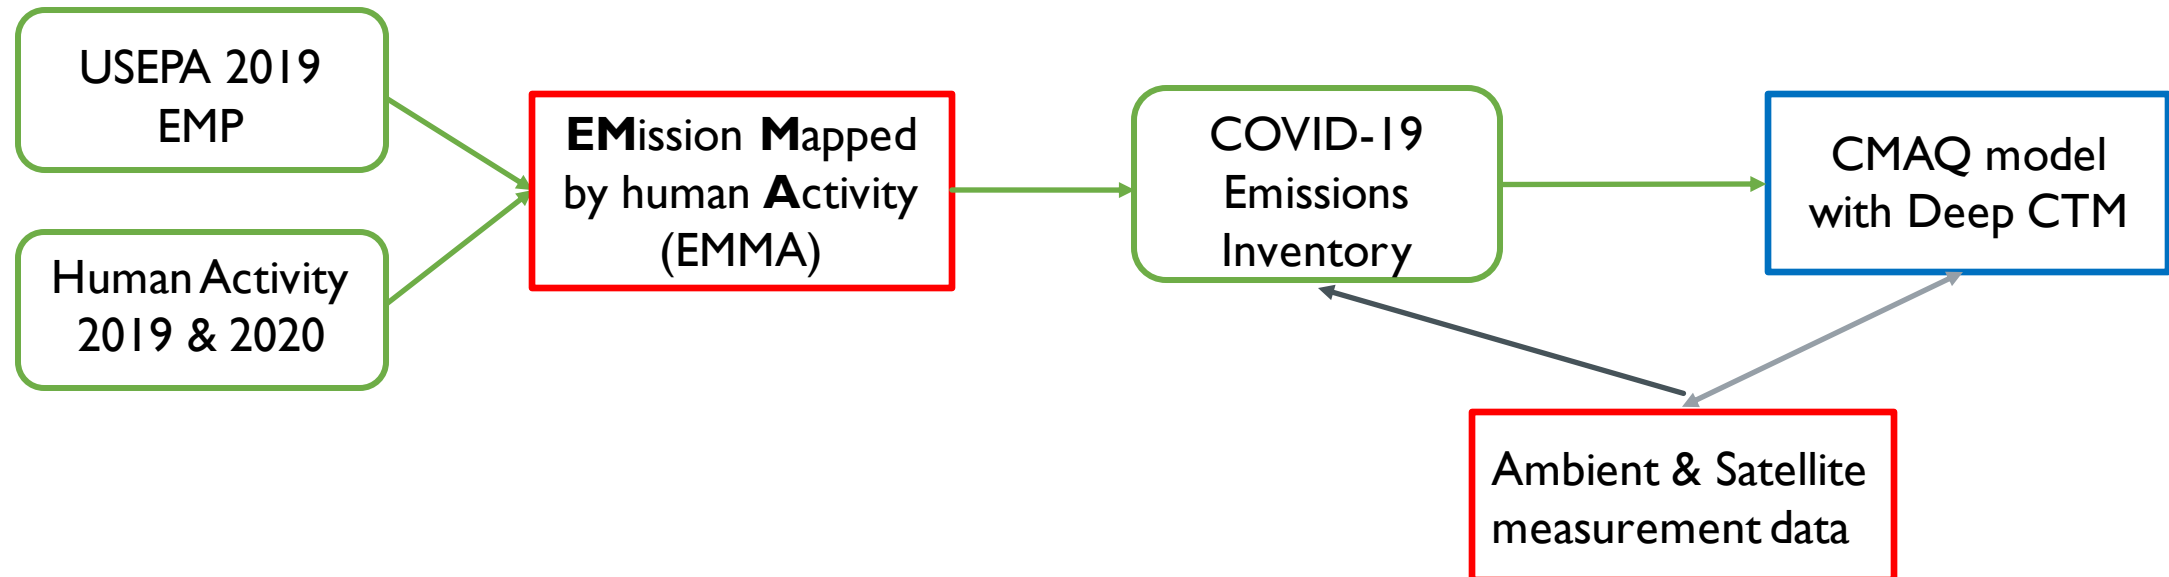 USEPA 2019
EMP
Human Activity
2019 & 2020
EMission Mapped
by human Activity
(EMMA)
COVID-19
Emissions
Inventory
CMAQ model
with Deep CTM
Ambient & Satellite
measurement data